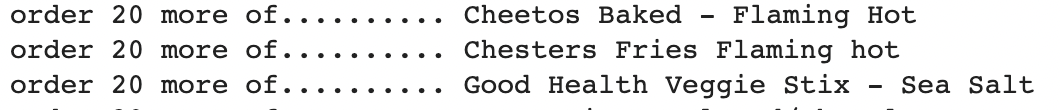 order 20 more of.......... Cheetos Baked - Flaming Hot
order 20 more of.......... Chesters Fries Flaming hot
order 20 more of.......... Good Health Veggie Stix - Sea Salt